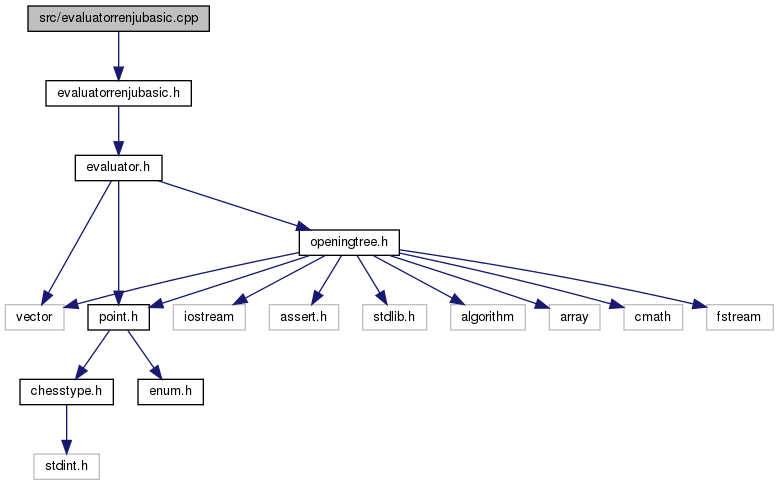 src/evaluatorrenjubasic.cpp
evaluatorrenjubasic.h
evaluator.h
openingtree.h
vector
point.h
iostream
assert.h
stdlib.h
algorithm
array
cmath
fstream
chesstype.h
enum.h
stdint.h